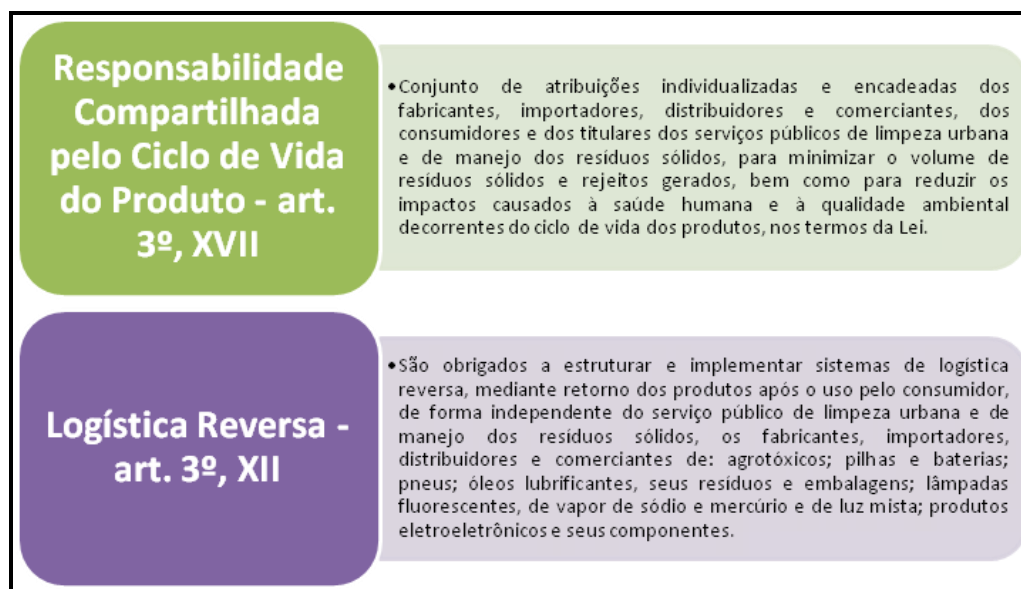 Responsabilidade
Compartilhada
pelo Ciclo de Vida
do Produto - art.
3º, XVII
•Conjunto de atribuições individualizadas e encadeadas dos
fabricantes, importadores, distribuidores e comerciantes, dos
consumidores e dos titulares dos serviços públicos de limpeza urbana
e de manejo dos resíduos sólidos, para minimizar o volume de
resíduos sólidos e rejeitos gerados, bem como para reduzir os
impactos causados à saúde humana e à qualidade ambiental
decorrentes do ciclo de vida dos produtos, nos termos da Lei.
Logística Reversa -
art. 3º, XII
•São obrigados a estruturar e implementar sistemas de logística
reversa, mediante retorno dos produtos após o uso pelo consumidor,
de forma independente do serviço público de limpeza urbana e de
manejo dos resíduos sólidos, os fabricantes, importadores,
distribuidores e comerciantes de: agrotóxicos; pilhas e baterias;
pneus; óleos lubrificantes, seus resíduos e embalagens; lâmpadas
fluorescentes, de vapor de sódio e mercúrio e de luz mista; produtos
eletroeletrônicos e seus componentes.